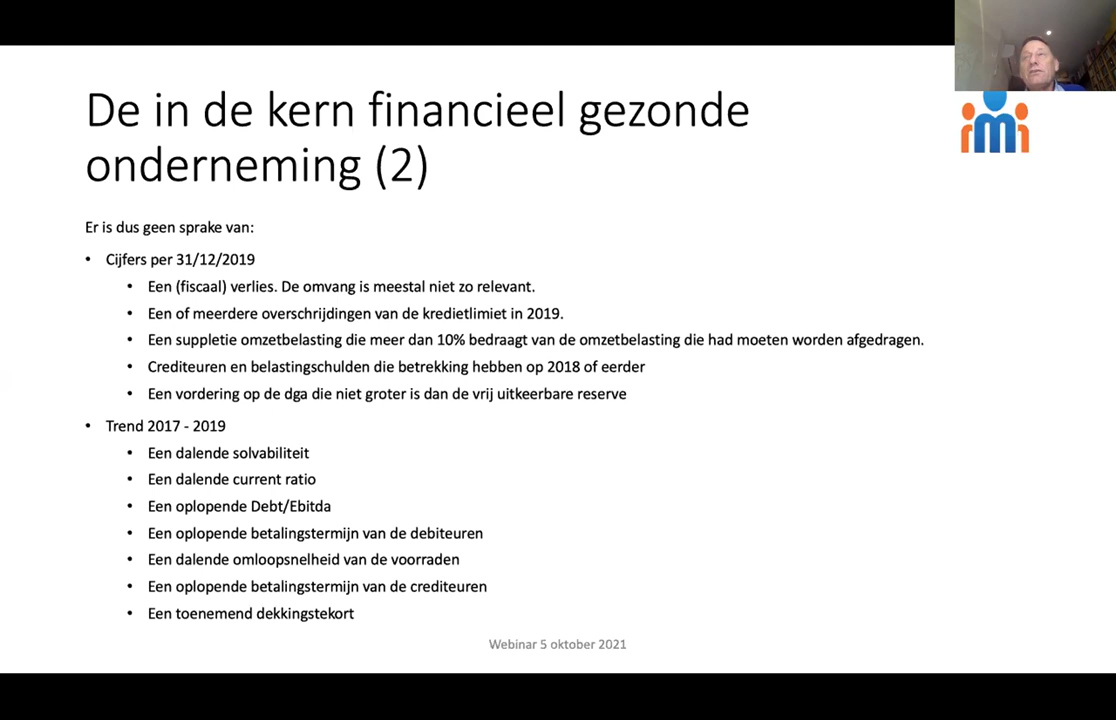 De in de kern financieel gezonde
onderneming (2)
Er is dus geen sprake van:
• Cijfers per 31/12/2019
• Een (fiscaal) verlies. De omvang is meestal niet zo relevant.
• Een of meerdere overschrijdingen van de kredietlimiet in 2019.
• Een suppletie omzetbelasting die meer dan 10% bedraagt van de omzetbelasting die had moeten worden afgedragen.
• Crediteuren en belastingschulden die betrekking hebben op 2018 of eerder
• Een vordering op de dga die niet groter is dan de vrij uitkeerbare reserve
• Trend 2017 - 2019
• Een dalende solvabiliteit
• Een dalende current ratio
• Een oplopende Debt/Ebitda
• Een oplopende betalingstermijn van de debiteuren
• Een dalende omloopsnelheid van de voorraden
• Een oplopende betalingstermijn van de crediteuren
• Een toenemend dekkingstekort
Webinar 5 oktober 2021